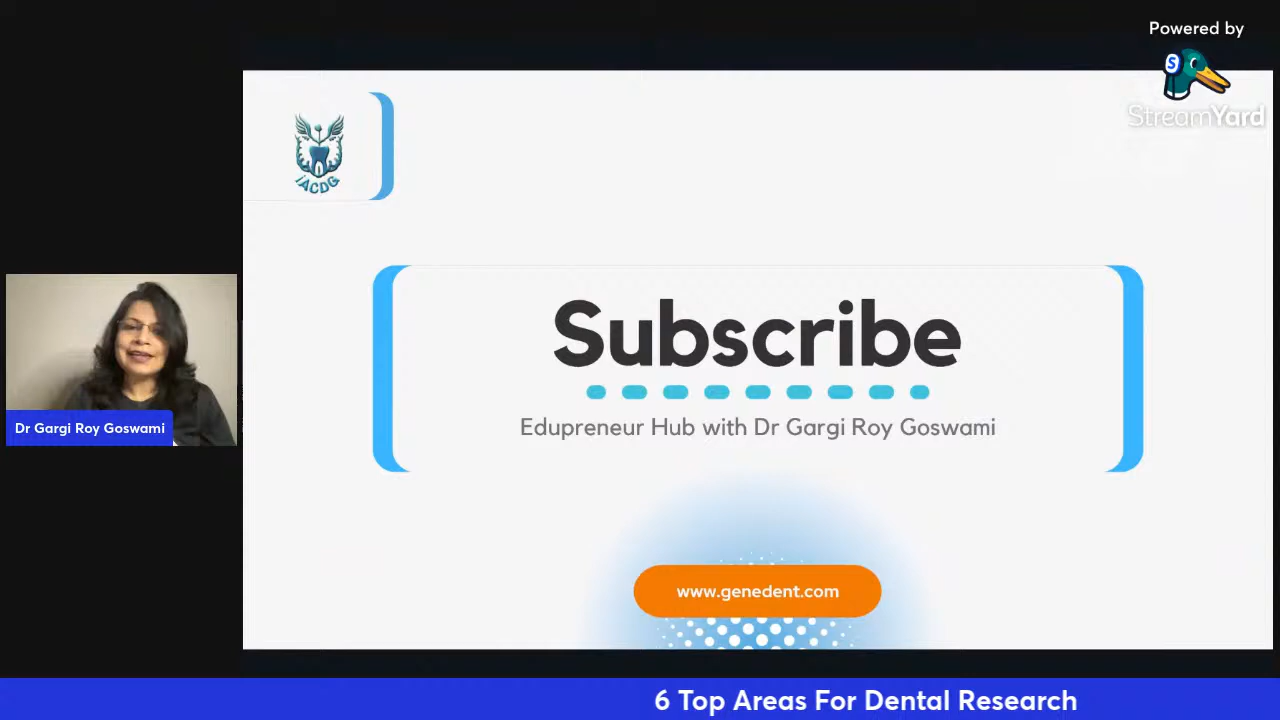 Powered by
S
StreamYard
iACDG
Subscribe
Edupreneur Hub with Dr Gargi Roy Goswami
Dr Gargi Roy Goswami
www.genedent.com
6 Top Areas For Dental Research